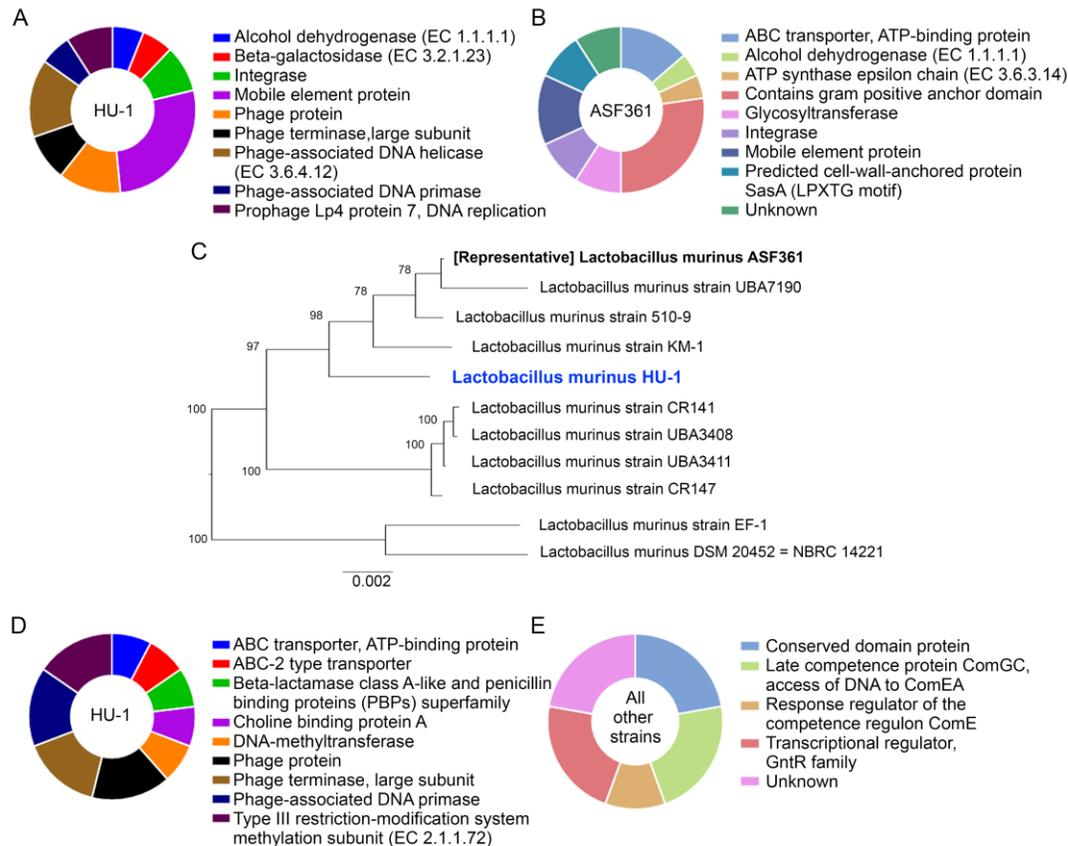 A
HU-1
Alcohol dehydrogenase (EC 1.1.1.1)
Beta-galactosidase (EC 3.2.1.23)
Integrase
Mobile element protein
Phage protein
Phage terminase,large subunit
Phage-associated DNA helicase
(EC 3.6.4.12)
Phage-associated DNA primase
Prophage Lp4 protein 7, DNA replication
B
ASF361
ABC transporter, ATP-binding protein
Alcohol dehydrogenase (EC 1.1.1.1)
ATP synthase epsilon chain (EC 3.6.3.14)
Contains gram positive anchor domain
Glycosyltransferase
Integrase
Mobile element protein
Predicted cell-wall-anchored protein
SasA (LPXTG motif)
Unknown
C
[Representative] Lactobacillus murinus ASF361
78
Lactobacillus murinus strain UBA7190
78
Lactobacillus murinus strain 510-9
98
Lactobacillus murinus strain KM-1
97
Lactobacillus murinus HU-1
100
Lactobacillus murinus strain CR141
100
Lactobacillus murinus strain UBA3408
100
Lactobacillus murinus strain UBA3411
100
Lactobacillus murinus strain CR147
Lactobacillus murinus strain EF-1
100
Lactobacillus murinus DSM 20452 = NBRC 14221
0.002
D
HU-1
ABC transporter, ATP-binding protein
ABC-2 type transporter
Beta-lactamase class A-like and penicillin
binding proteins (PBPs) superfamily
Choline binding protein A
DNA-methyltransferase
Phage protein
Phage terminase, large subunit
Phage-associated DNA primase
Type III restriction-modification system
methylation subunit (EC 2.1.1.72)
E
All
other
strains
Conserved domain protein
Late competence protein ComGC,
access of DNA to ComEA
Response regulator of the
competence regulon ComE
Transcriptional regulator,
GntR family
Unknown